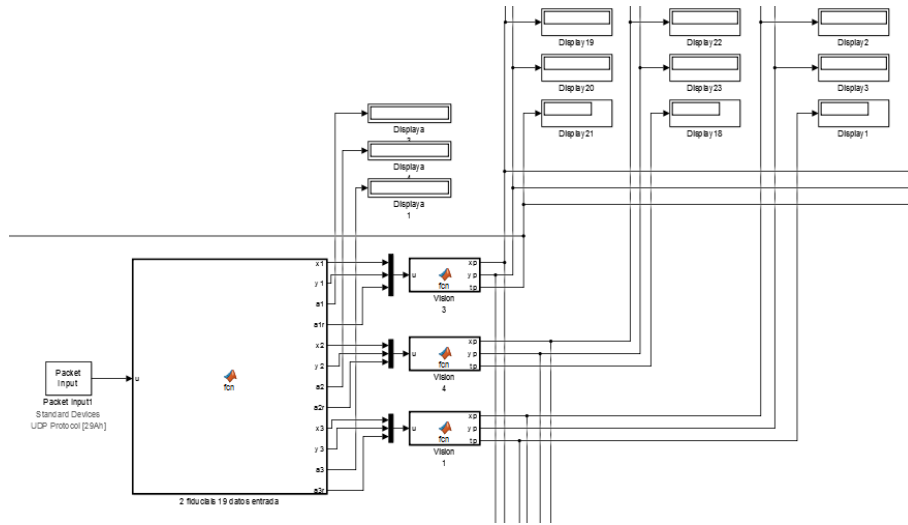 Display19
Display22
Display2
Display20
Display23
Display3
Display21
Display18
Display1
Displaya
Displaya
Displaya
1
x1
y 1
a1
a1r
x2
y 2
a2
a2r
x3
y 3
a3
a3r
u
fcn
2 fiducials 19 datos entrada
Packet
Input
Packet Input1
Standard Devices
UDP Protocol [29Ah]
u
fcn
xp
y p
tp
Vision
3
u
fcn
xp
y p
tp
Vision
4
u
fcn
xp
y p
tp
Vision
1